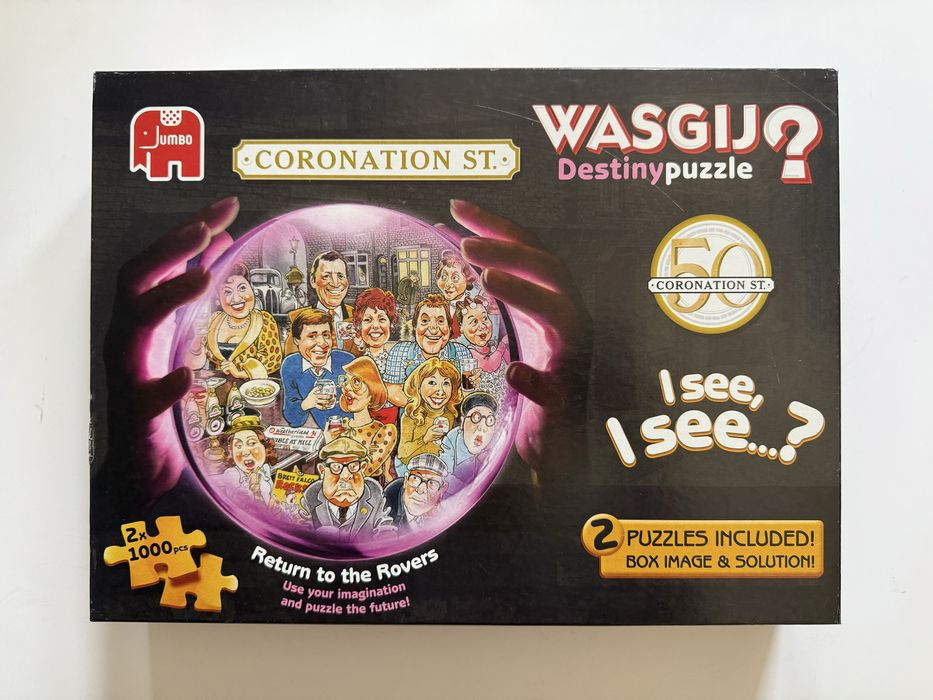 JUMBO
·CORONATION ST.·
WASGIJ?
Destinypuzzle
50
·CORONATION ST.·
I see,
I see...?
2x
1000pcs
Return to the Rovers
Use your imagination
and puzzle the future!
2 PUZZLES INCLUDED!
BOX IMAGE & SOLUTION!